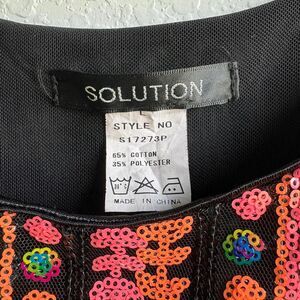 SOLUTION
L
STYLE NO
S17273P
65% COTTON
35% POLYESTER
MADE IN CHINA